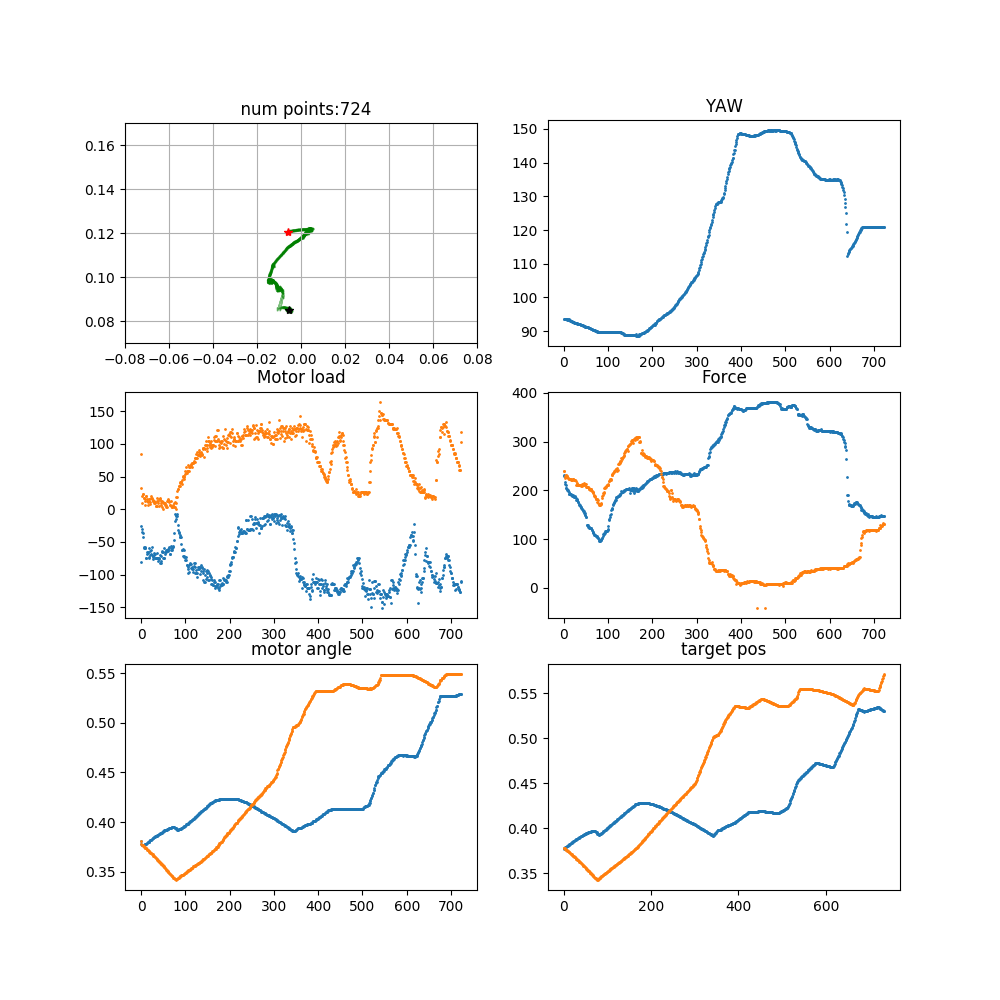 num points:724
YAW
0.16
0.14
0.12
0.10
0.08
−0.08 −0.06 −0.04 −0.02 0.00 0.02 0.04 0.06 0.08
150
140
130
120
110
100
90
0 100 200 300 400 500 600 700
Motor load
Force
150
100
50
0
−50
−100
−150
0 100 200 300 400 500 600 700
400
300
200
100
0
0 100 200 300 400 500 600 700
motor angle
target pos
0.55
0.50
0.45
0.40
0.35
0 100 200 300 400 500 600 700
0.55
0.50
0.45
0.40
0.35
0 200 400 600